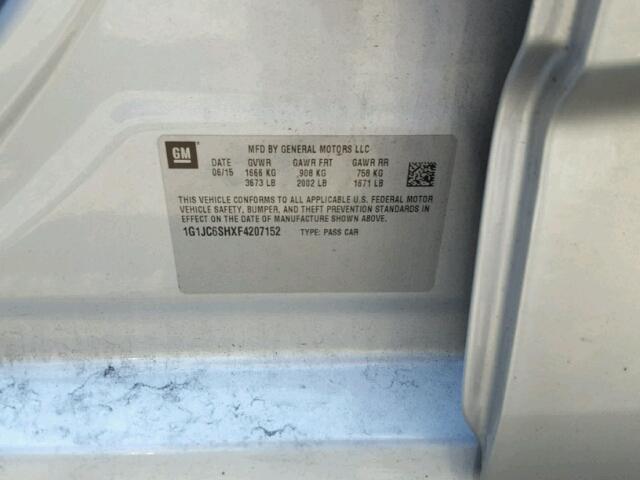 GM
MFD BY GENERAL MOTORS LLC
DATE GVWR GAWR FRT GAWR RR
06/15 1666 KG 908 KG 758 KG
3673 LB 2002 LB 1671 LB
THIS VEHICLE CONFORMS TO ALL APPLICABLE U.S. FEDERAL MOTOR
VEHICLE SAFETY, BUMPER, AND THEFT PREVENTION STANDARDS
IN EFFECT ON THE DATE OF MANUFACTURE SHOWN ABOVE.
1G1JC6SHXF4207152 TYPE: PASS CAR